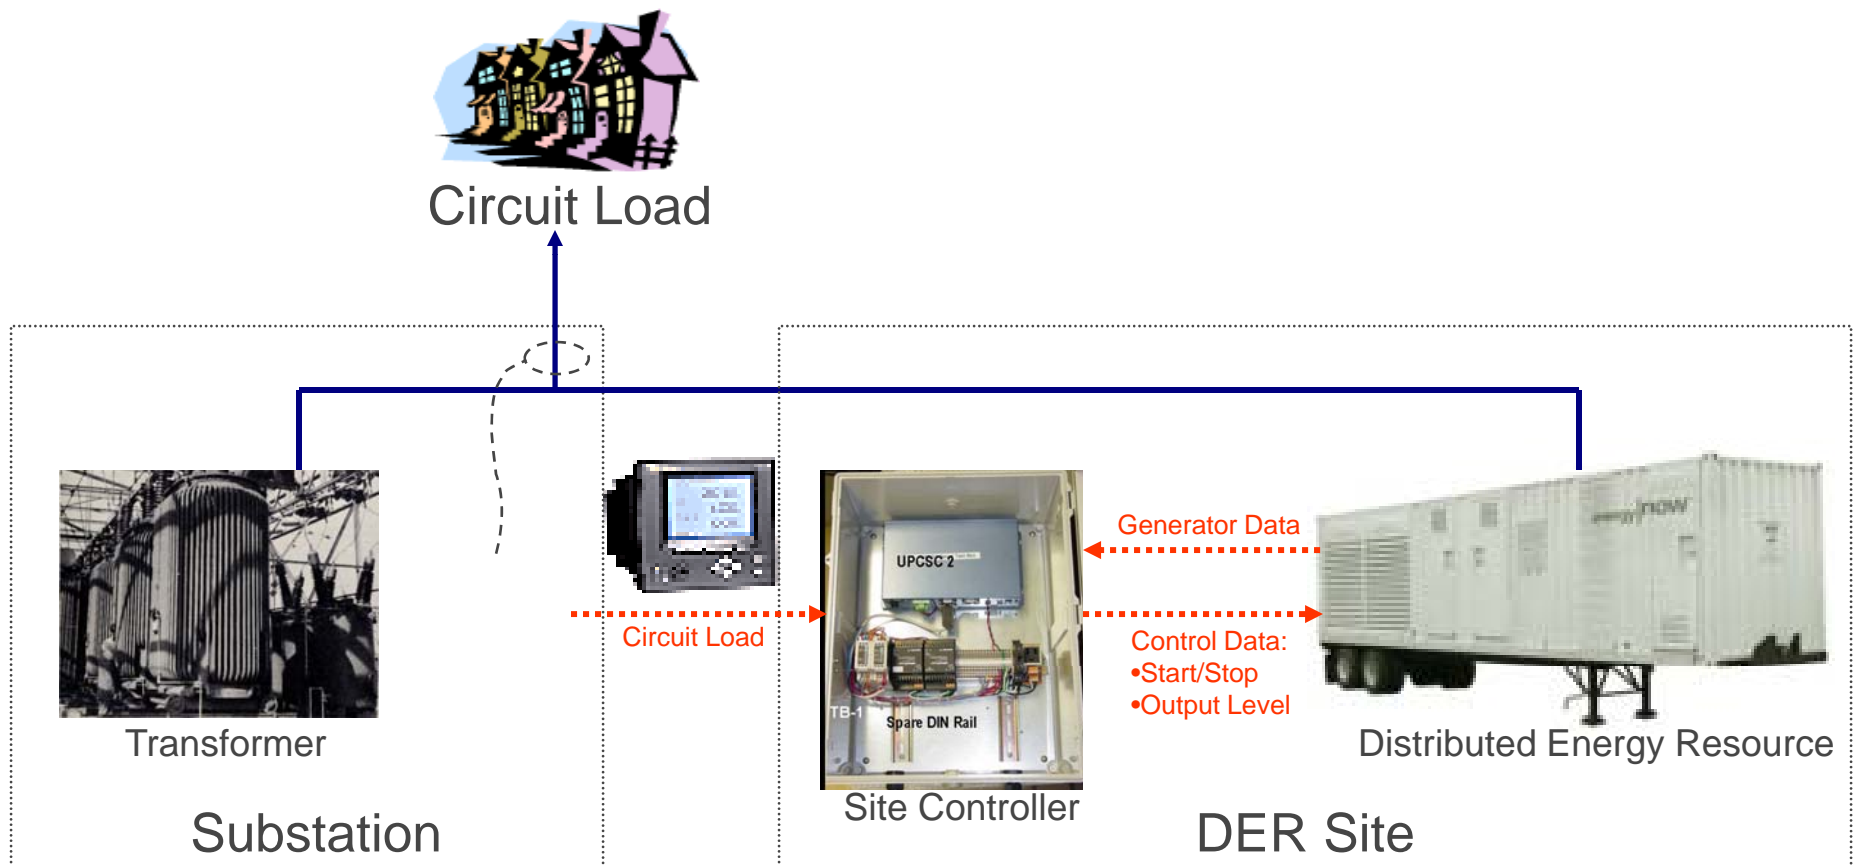 Circuit Load
Generator Data
UPCSC 2
now
Circuit Load
Control Data:
•Start/Stop
•Output Level
TB-1
Spare DIN Rail
Transformer
Distributed Energy Resource
Site Controller
Substation
DER Site